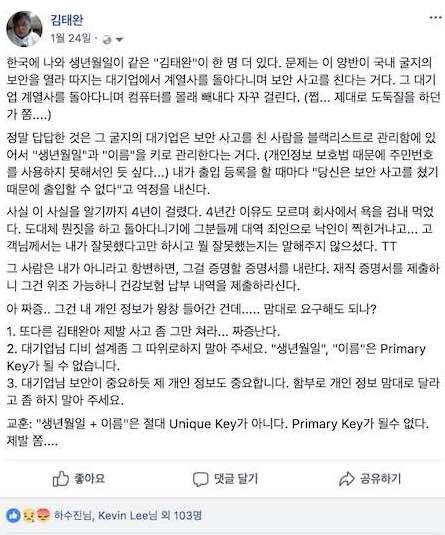 김태완
1월 24일 ·
한국에 나와 생년월일이 같은 "김태완"이 한 명 더 있다. 문제는 이 양반이 국내 굴지의
보안을 열라 따지는 대기업에서 계열사를 돌아다니며 보안 사고를 친다는 거다. 그 대기
업 계열사를 돌아다니며 컴퓨터를 몰래 빼내다 자꾸 걸린다. (쩝... 제대로 도둑질을 하던
가 쫌....)
정말 답답한 것은 그 굴지의 대기업은 보안 사고를 친 사람을 블랙리스트로 관리함에 있
어서 "생년월일"과 "이름"을 키로 관리한다는 거다. (개인정보 보호법 때문에 주민번호
를 사용하지 못해서인 듯 싶다...) 내가 출입 등록을 할 때마다 "당신은 보안 사고를 쳤기
때문에 출입할 수 없다"고 역정을 내신다.
사실 이 사실을 알기까지 4년이 걸렸다. 4년간 이유도 모르며 회사에서 욕을 겁내 먹었
다. 도대체 뭔짓을 하고 돌아다니기에 그분들께 대역 죄인으로 낙인이 찍힌거냐고... 고
객님께서는 내가 잘못했다고만 하시고 뭘 잘못했는지는 말해주지 않으셨다. TT
그 사람은 내가 아니라고 항변하면, 그걸 증명할 증명서를 내란다. 재직 증명서를 제출하
니 그건 위조 가능하니 건강보험 납부 내역을 제출하라신다.
아 짜증.. 그건 내 개인 정보가 왕창 들어간 건데..... 맘대로 요구해도 되나?
1. 또다른 김태완아 제발 사고 좀 그만 쳐라... 짜증난다.
2. 대기업님 디비 설계좀 그 따위로하지 말아 주세요. "생년월일", "이름"은 Primary
Key가 될 수 없습니다.
3. 대기업님 보안이 중요하듯 제 개인 정보도 중요합니다. 함부로 개인 정보 맘대로 달라
고 좀 하지 말아 주세요.
교훈: "생년월일 + 이름"은 절대 Unique Key가 아니다. Primary Key가 될수 없다.
제발 쫌....
좋아요 댓글 달기 공유하기
하수진님, Kevin Lee님 외 103명